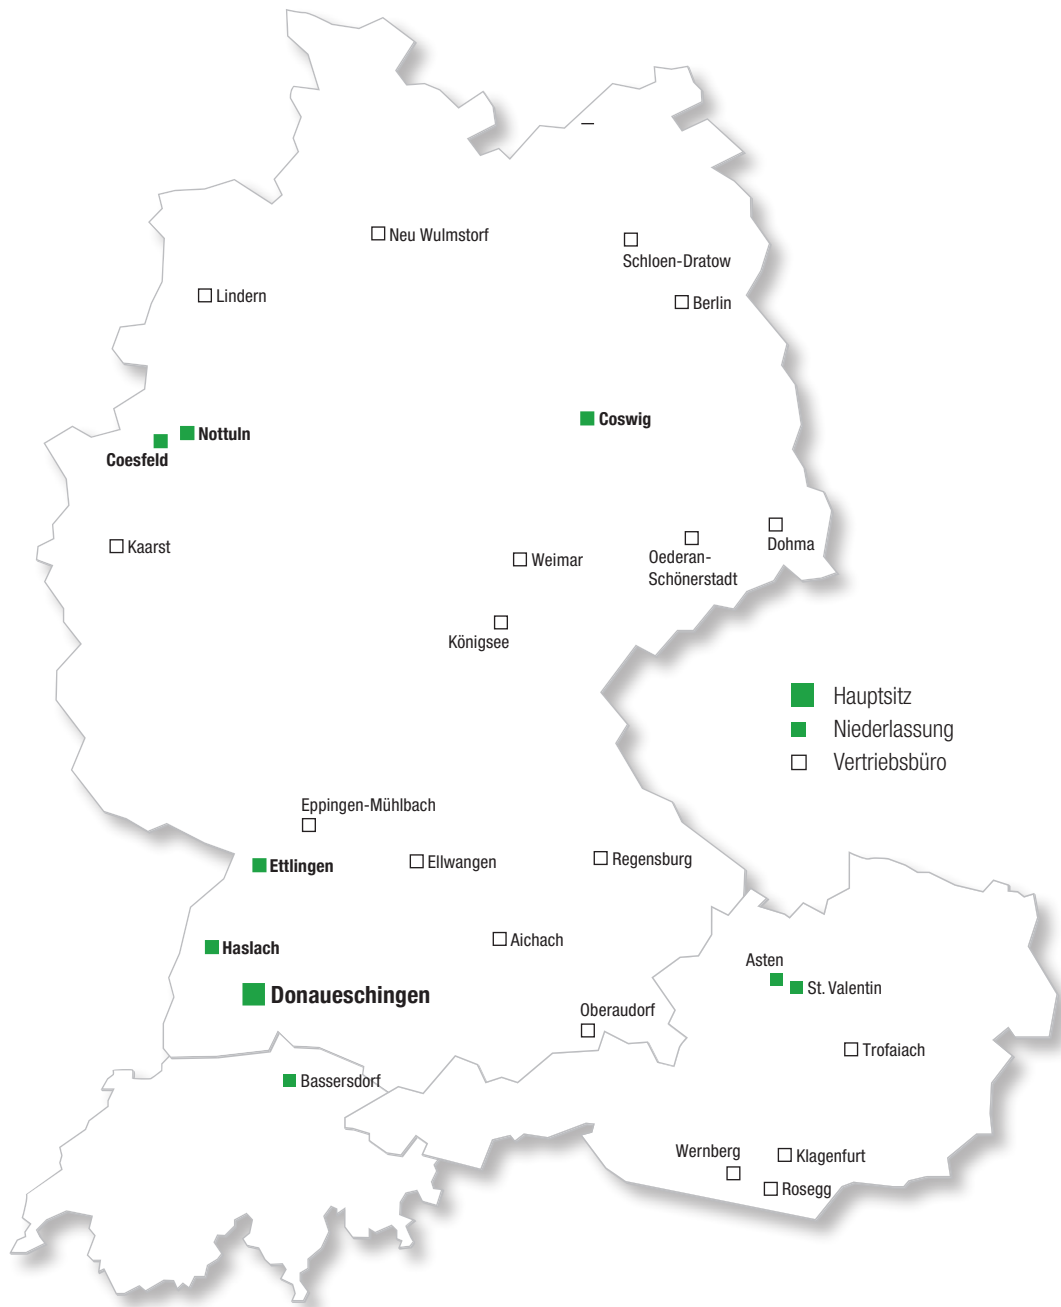 Neu Wulmstorf
Schloen-Dratow
Lindern
Berlin
Coswig
Nottuln
Coesfeld
Kaarst
Weimar
Oederan-
Schönerstadt
Dohma
Königsee
Hauptsitz
Niederlassung
Vertriebsbüro
Eppingen-Mühlbach
Ettlingen
Ellwangen
Regensburg
Haslach
Aichach
Asten
St. Valentin
Donaueschingen
Oberaudorf
Trofaiach
Bassersdorf
Wernberg
Klagenfurt
Rosegg